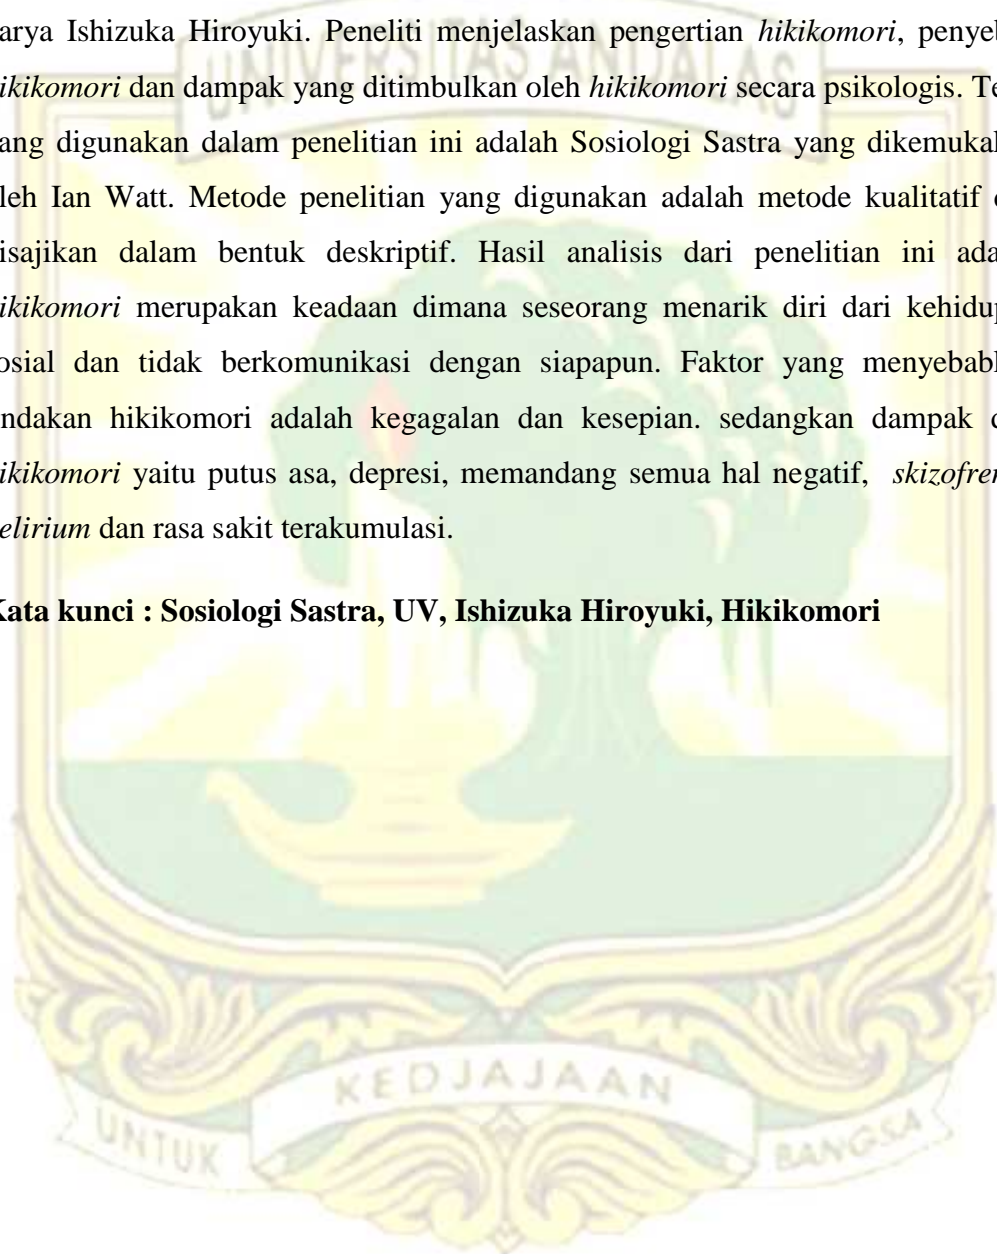 arya Ishizuka Hiroyuki. Peneliti menjelaskan pengertian hikikomori, penyeb
ikikomori dan dampak yang ditimbulkan oleh hikikomori secara psikologis. Te
ang digunakan dalam penelitian ini adalah Sosiologi Sastra yang dikemukal
leh Ian Watt. Metode penelitian yang digunakan adalah metode kualitatif
isajikan dalam bentuk deskriptif. Hasil analisis dari penelitian ini ada
ikikomori merupakan keadaan dimana seseorang menarik diri dari kehidup
osial dan tidak berkomunikasi dengan siapapun. Faktor yang menyebabl
ndakan hikikomori adalah kegagalan dan kesepian. sedangkan dampak
ikikomori yaitu putus asa, depresi, memandang semua hal negatif, skizofren
elirium dan rasa sakit terakumulasi.
Kata kunci : Sosiologi Sastra, UV, Ishizuka Hiroyuki, Hikikomori
UNIVERSITAS ANDALAS
KEDJAJAAN
UNTUK
BANGSA